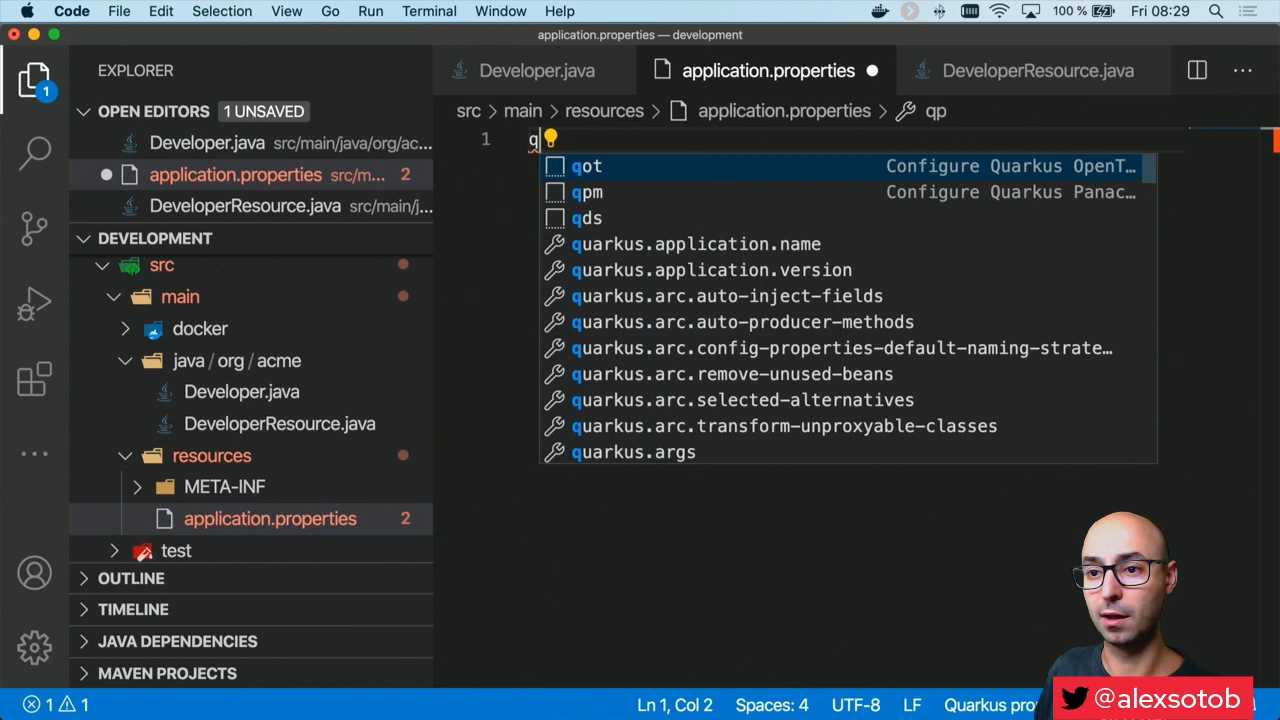 Code File Edit Selection View Go Run Terminal Window Help 100 % Fri 08:29
application.properties — development
EXPLORER
Developer.java application.properties DeveloperResource.java
OPEN EDITORS 1 UNSAVED
src main resources application.properties qp
Developer.java src/main/java/org/ac...
application.properties src/m... 2
DeveloperResource.java src/main/j...
DEVELOPMENT
src
main
docker
java / org / acme
Developer.java
DeveloperResource.java
resources
META-INF
application.properties 2
test
OUTLINE
TIMELINE
JAVA DEPENDENCIES
MAVEN PROJECTS
1
1 q
qot Configure Quarkus OpenT...
qpm Configure Quarkus Panac...
qds
quarkus.application.name
quarkus.application.version
quarkus.arc.auto-inject-fields
quarkus.arc.auto-producer-methods
quarkus.arc.config-properties-default-naming-strate...
quarkus.arc.remove-unused-beans
quarkus.arc.selected-alternatives
quarkus.arc.transform-unproxyable-classes
quarkus.args
1 1 Ln 1, Col 2 Spaces: 4 UTF-8 LF Quarkus pro
@alexsotob